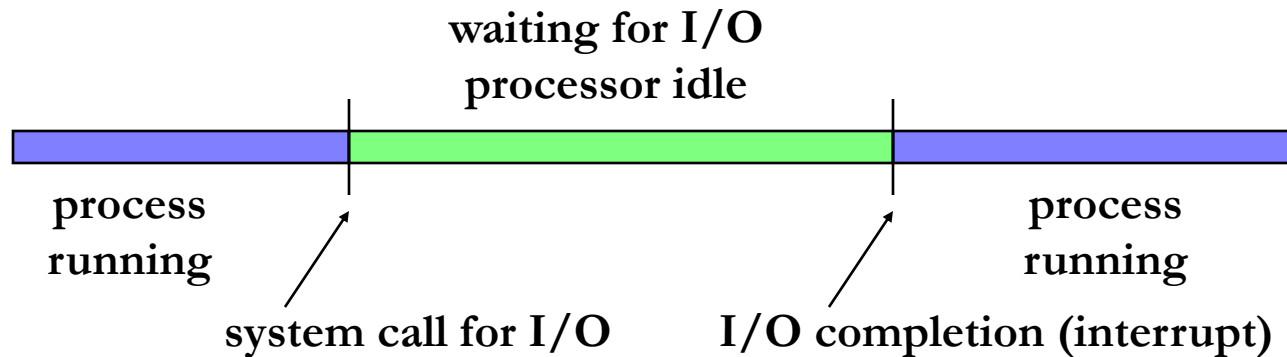 waiting for I/O
processor idle
process
running
process
running
system call for I/O
I/O completion (interrupt)